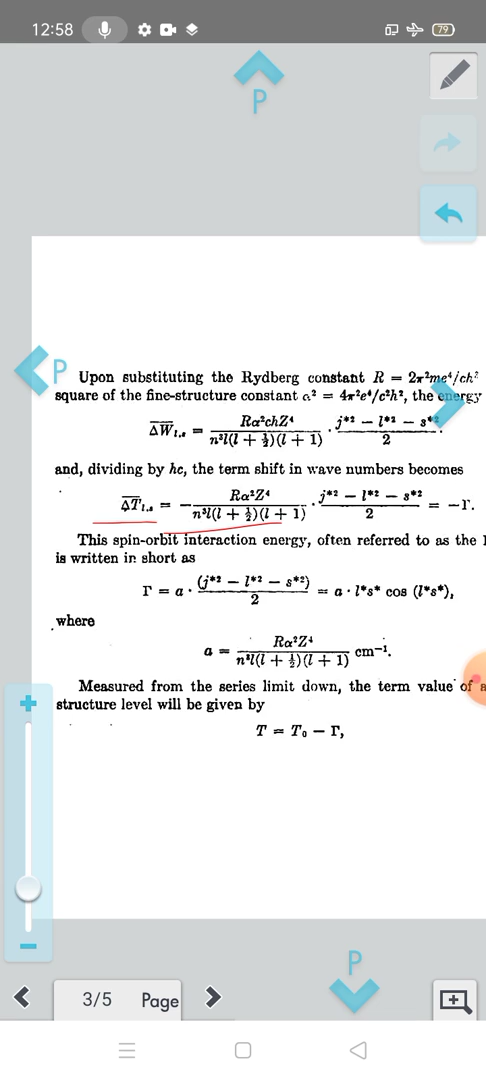 12:58
79
P
P
Upon substituting the Rydberg constant R = 2π²me⁴/ch³
square of the fine-structure constant α² = 4π²e⁴/c²h², the energy
ΔW̅ₗ,ₛ = Rα²chZ⁴ / n³l(l + ½)(l + 1) · j*² − l*² − s*² / 2
and, dividing by hc, the term shift in wave numbers becomes
ΔT̅ₗ,ₛ = − Rα²Z⁴ / n³l(l + ½)(l + 1) · j*² − l*² − s*² / 2 = −Γ.
This spin-orbit interaction energy, often referred to as the
is written in short as
Γ = a · (j*² − l*² − s*²) / 2 = a · l*s* cos (l*s*),
where
a = Rα²Z⁴ / n³l(l + ½)(l + 1) cm⁻¹.
Measured from the series limit down, the term value of a
structure level will be given by
T = T₀ − Γ,
P
3/5 Page